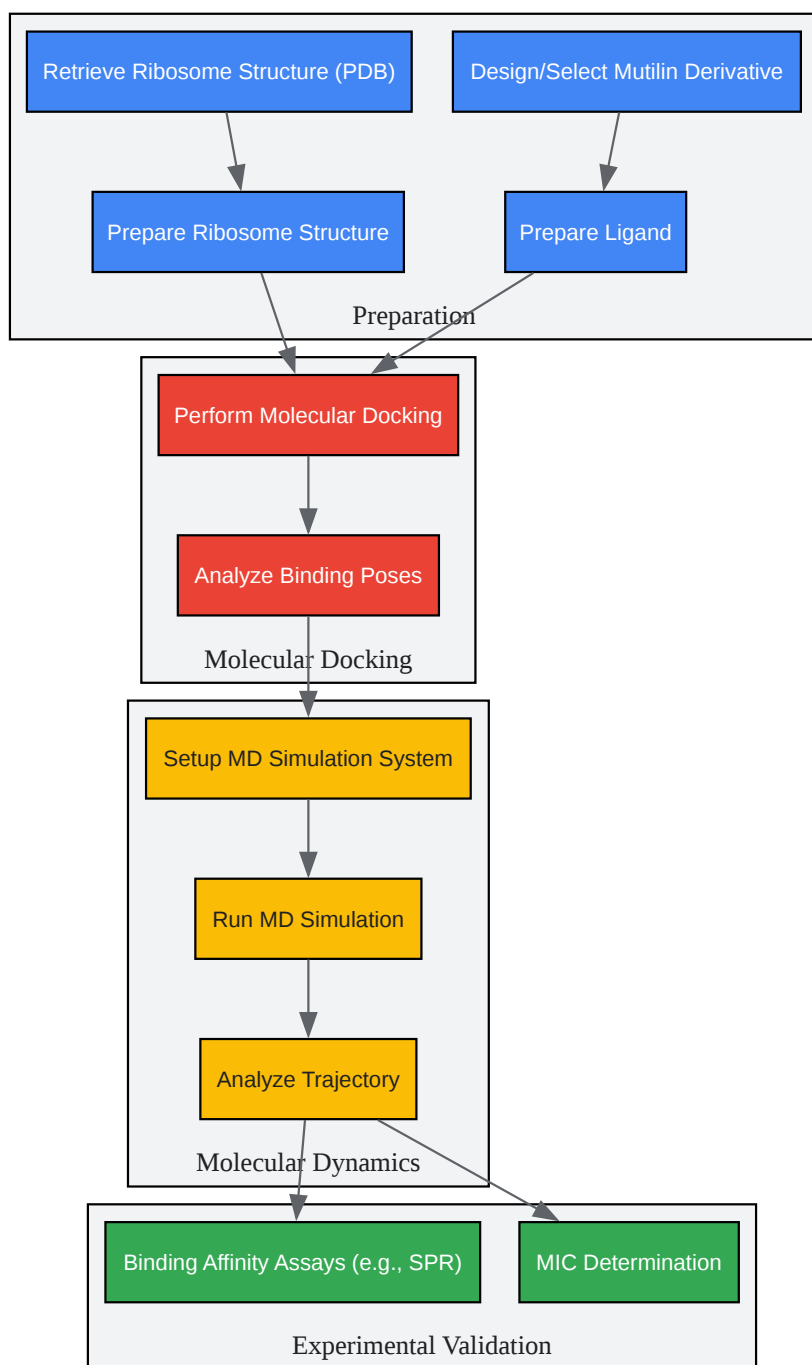 Retrieve Ribosome Structure (PDB)
Design/Select Mutilin Derivative
Prepare Ribosome Structure
Prepare Ligand
Preparation
Perform Molecular Docking
Analyze Binding Poses
Molecular Docking
Setup MD Simulation System
Run MD Simulation
Analyze Trajectory
Molecular Dynamics
Binding Affinity Assays (e.g., SPR)
MIC Determination
Experimental Validation